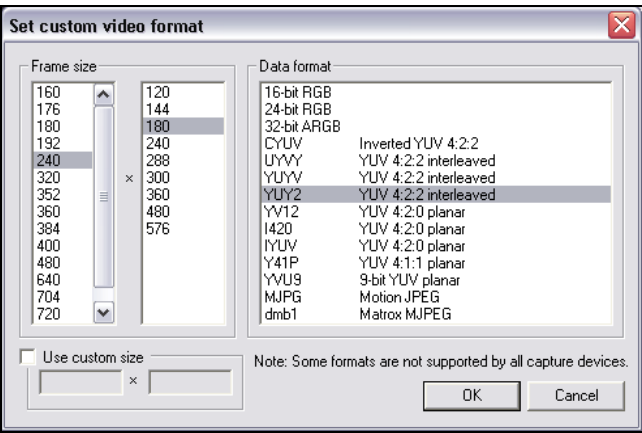 Set custom video format
Frame size
160
176
180
192
240
320
352
360
384
400
480
640
704
720
×
120
144
180
240
288
300
360
480
576
Data format
16-bit RGB
24-bit RGB
32-bit ARGB
CYUV Inverted YUV 4:2:2
UYVY YUV 4:2:2 interleaved
YUYV YUV 4:2:2 interleaved
YUY2 YUV 4:2:2 interleaved
YV12 YUV 4:2:0 planar
I420 YUV 4:2:0 planar
IYUV YUV 4:2:0 planar
Y41P YUV 4:1:1 planar
YVU9 9-bit YUV planar
MJPG Motion JPEG
dmb1 Matrox MJPEG
Use custom size
×
Note: Some formats are not supported by all capture devices.
OK
Cancel